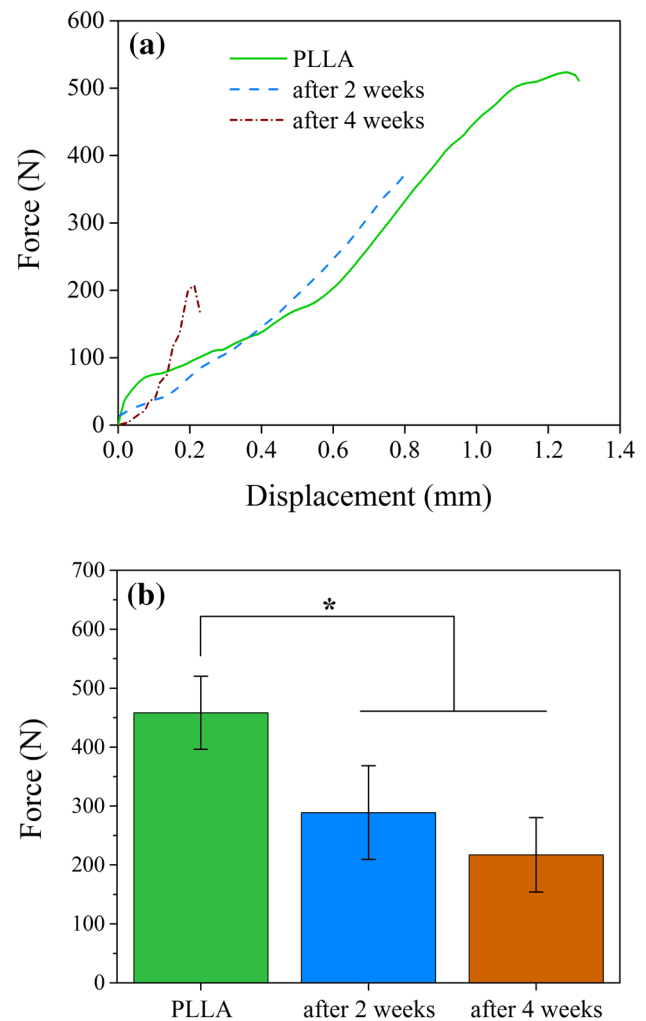 (a)
PLLA
after 2 weeks
after 4 weeks
600
500
400
300
200
100
0
Force (N)
0.0 0.2 0.4 0.6 0.8 1.0 1.2 1.4
Displacement (mm)
(b)
*
700
600
500
400
300
200
100
0
Force (N)
PLLA after 2 weeks after 4 weeks